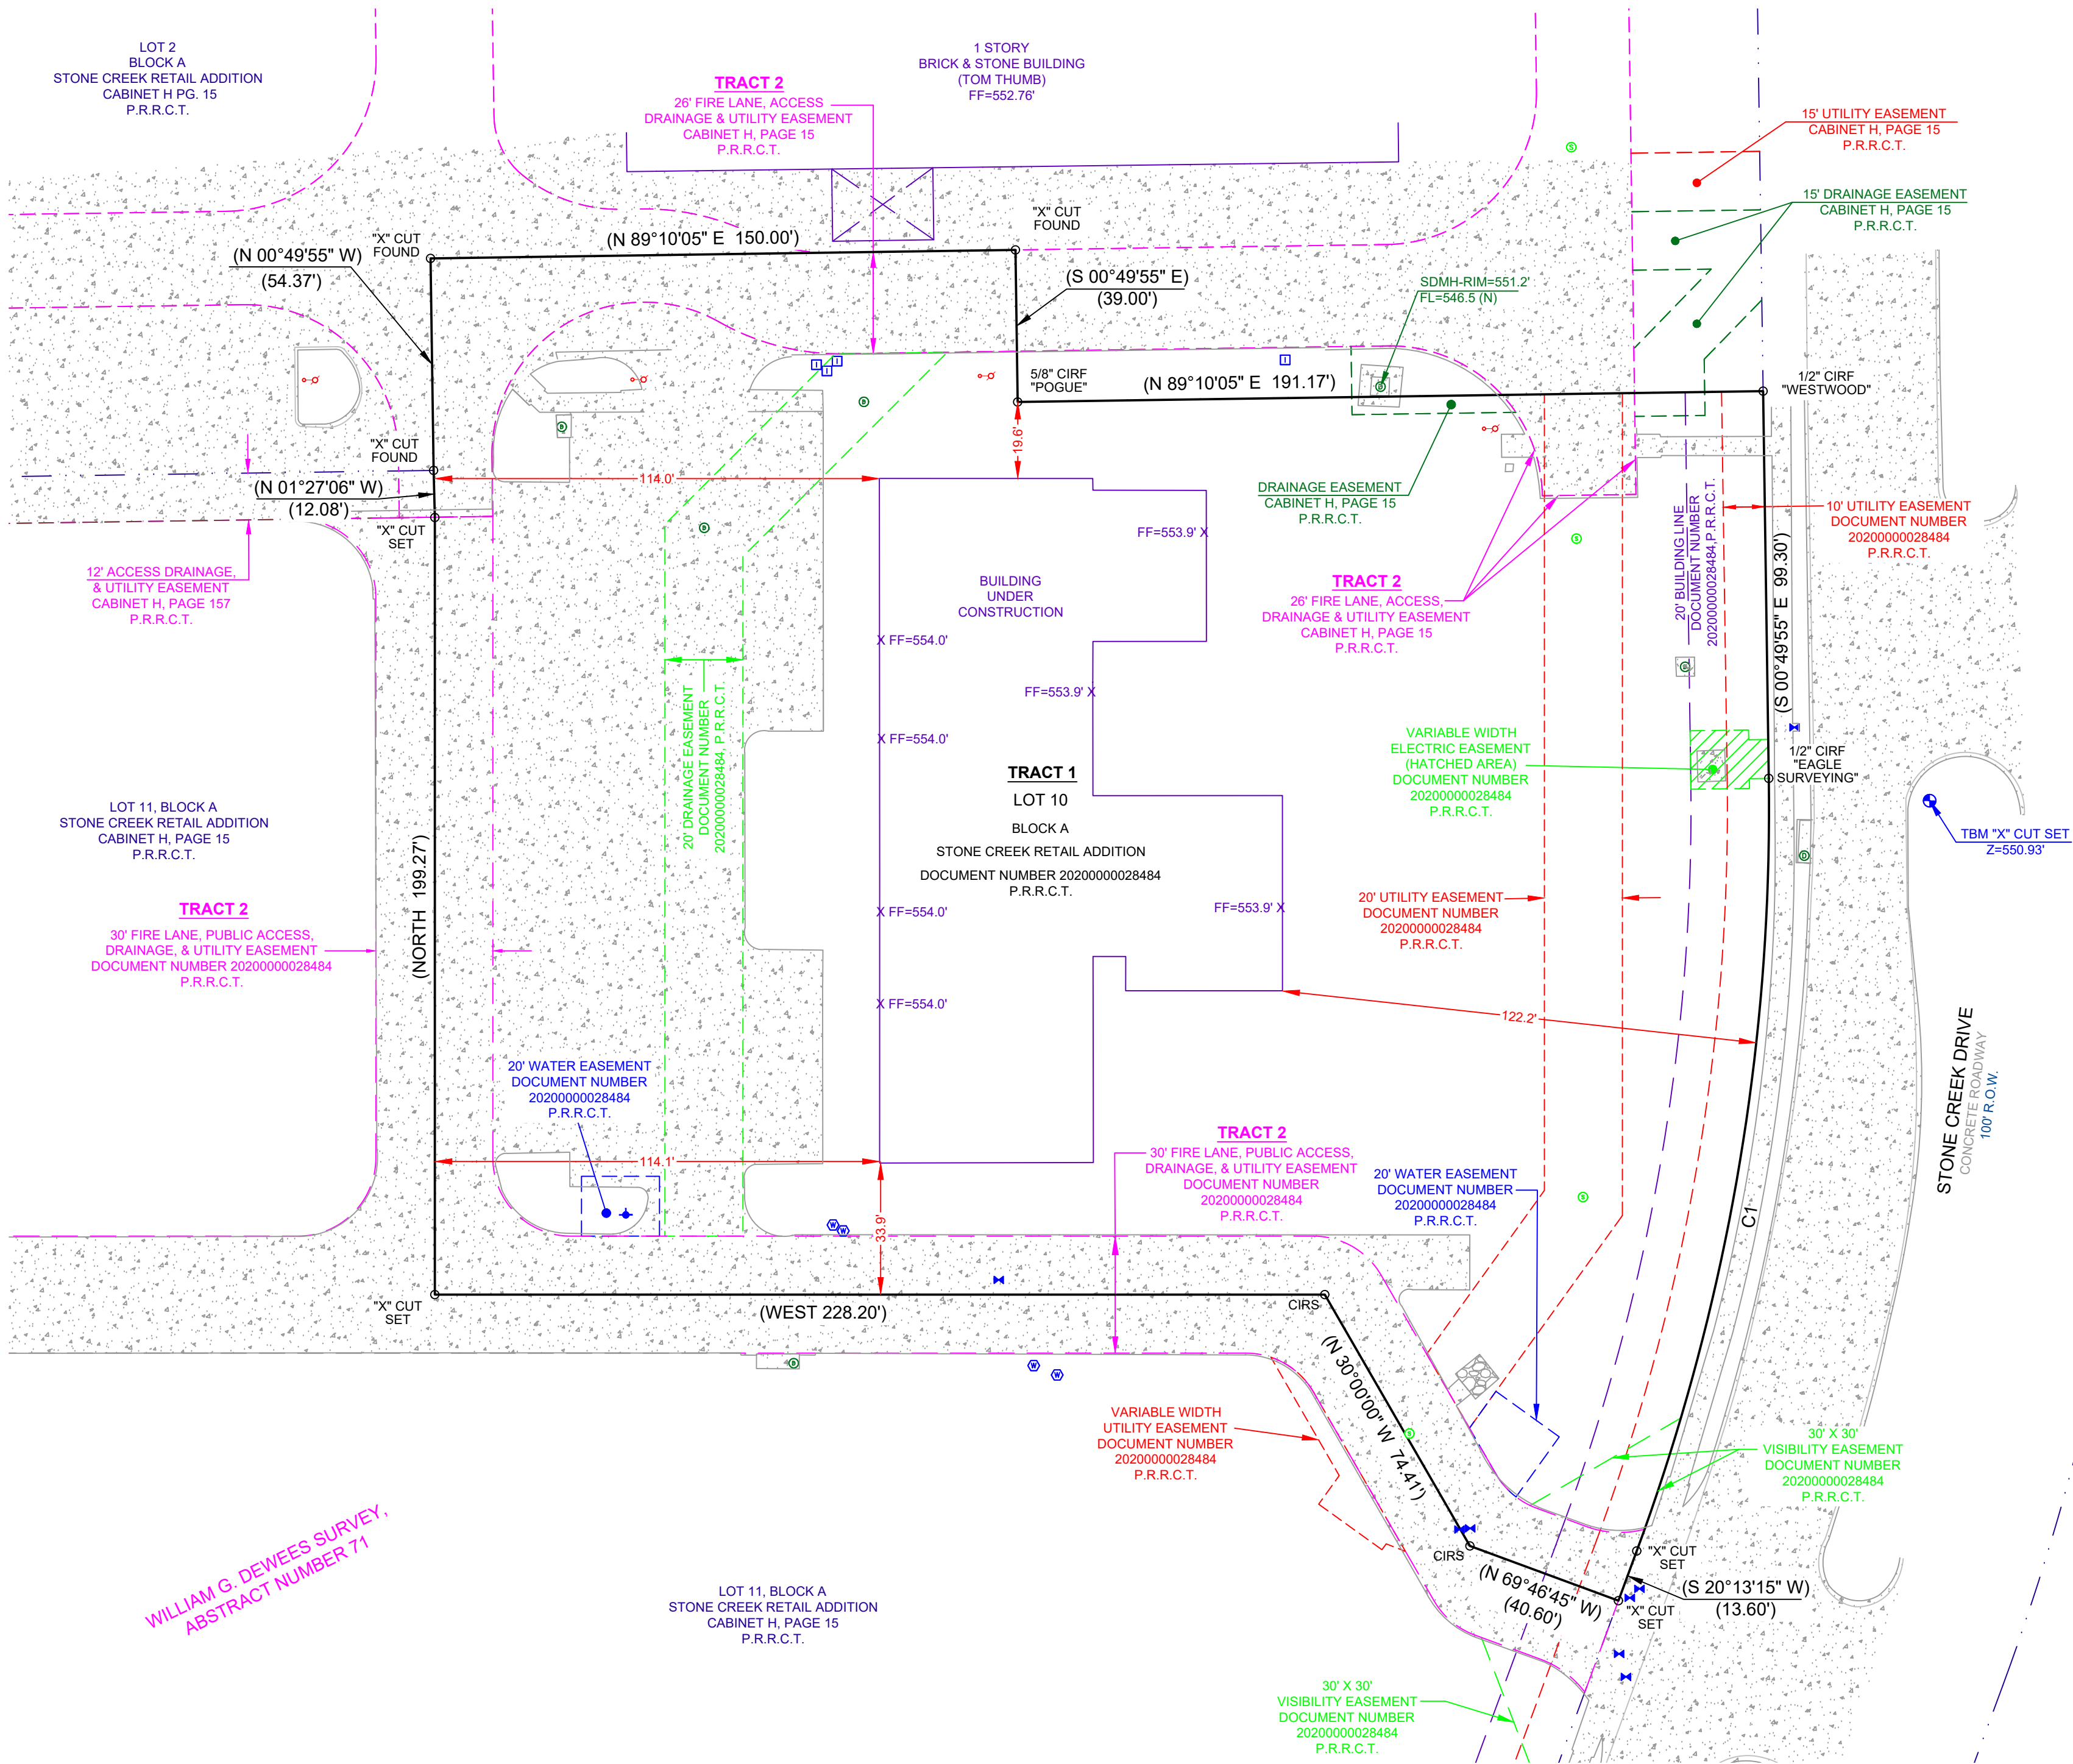 LOT 2
BLOCK A
STONE CREEK RETAIL ADDITION
CABINET H PG. 15
P.R.R.C.T.
TRACT 2
26' FIRE LANE, ACCESS
DRAINAGE & UTILITY EASEMENT
CABINET H, PAGE 15
P.R.R.C.T.
1 STORY
BRICK & STONE BUILDING
(TOM THUMB)
FF=552.76'
15' UTILITY EASEMENT
CABINET H, PAGE 15
P.R.R.C.T.
15' DRAINAGE EASEMENT
CABINET H, PAGE 15
P.R.R.C.T.
(N 00°49'55" W)
(54.37')
"X" CUT
FOUND
(N 89°10'05" E 150.00')
"X" CUT
FOUND
(S 00°49'55" E)
(39.00')
SDMH-RIM=551.2'
FL=546.5 (N)
5/8" CIRF
"POGUE"
(N 89°10'05" E 191.17')
1/2" CIRF
"WESTWOOD"
"X" CUT
FOUND
(N 01°27'06" W)
(12.08')
"X" CUT
SET
114.0'
19.6'
DRAINAGE EASEMENT
CABINET H, PAGE 15
P.R.R.C.T.
20' BUILDING LINE
DOCUMENT NUMBER
20200000028484,P.R.R.C.T.
10' UTILITY EASEMENT
DOCUMENT NUMBER
20200000028484
P.R.R.C.T.
(S 00°49'55" E 99.30')
12' ACCESS DRAINAGE,
& UTILITY EASEMENT
CABINET H, PAGE 157
P.R.R.C.T.
FF=553.9' X
BUILDING
UNDER
CONSTRUCTION
TRACT 2
26' FIRE LANE, ACCESS,
DRAINAGE & UTILITY EASEMENT
CABINET H, PAGE 15
P.R.R.C.T.
X FF=554.0'
FF=553.9' X
X FF=554.0'
20' DRAINAGE EASEMENT
DOCUMENT NUMBER
20200000028484, P.R.R.C.T.
VARIABLE WIDTH
ELECTRIC EASEMENT
(HATCHED AREA)
DOCUMENT NUMBER
20200000028484
P.R.R.C.T.
1/2" CIRF
"EAGLE
SURVEYING"
TRACT 1
LOT 10
BLOCK A
STONE CREEK RETAIL ADDITION
DOCUMENT NUMBER 20200000028484
P.R.R.C.T.
LOT 11, BLOCK A
STONE CREEK RETAIL ADDITION
CABINET H, PAGE 15
P.R.R.C.T.
TBM "X" CUT SET
Z=550.93'
(NORTH 199.27')
TRACT 2
30' FIRE LANE, PUBLIC ACCESS,
DRAINAGE, & UTILITY EASEMENT
DOCUMENT NUMBER 20200000028484
P.R.R.C.T.
X FF=554.0'
FF=553.9' X
20' UTILITY EASEMENT
DOCUMENT NUMBER
20200000028484
P.R.R.C.T.
X FF=554.0'
122.2'
STONE CREEK DRIVE
CONCRETE ROADWAY
100' R.O.W.
20' WATER EASEMENT
DOCUMENT NUMBER
20200000028484
P.R.R.C.T.
114.1'
33.9'
TRACT 2
30' FIRE LANE, PUBLIC ACCESS,
DRAINAGE, & UTILITY EASEMENT
DOCUMENT NUMBER
20200000028484
P.R.R.C.T.
20' WATER EASEMENT
DOCUMENT NUMBER
20200000028484
P.R.R.C.T.
C1
"X" CUT
SET
(WEST 228.20')
CIRS
(N 30°00'00" W 74.41')
VARIABLE WIDTH
UTILITY EASEMENT
DOCUMENT NUMBER
20200000028484
P.R.R.C.T.
30' X 30'
VISIBILITY EASEMENT
DOCUMENT NUMBER
20200000028484
P.R.R.C.T.
CIRS
"X" CUT
SET
(N 69°46'45" W)
(40.60')
(S 20°13'15" W)
(13.60')
"X" CUT
SET
WILLIAM G. DEWEES SURVEY,
ABSTRACT NUMBER 71
LOT 11, BLOCK A
STONE CREEK RETAIL ADDITION
CABINET H, PAGE 15
P.R.R.C.T.
30' X 30'
VISIBILITY EASEMENT
DOCUMENT NUMBER
20200000028484
P.R.R.C.T.